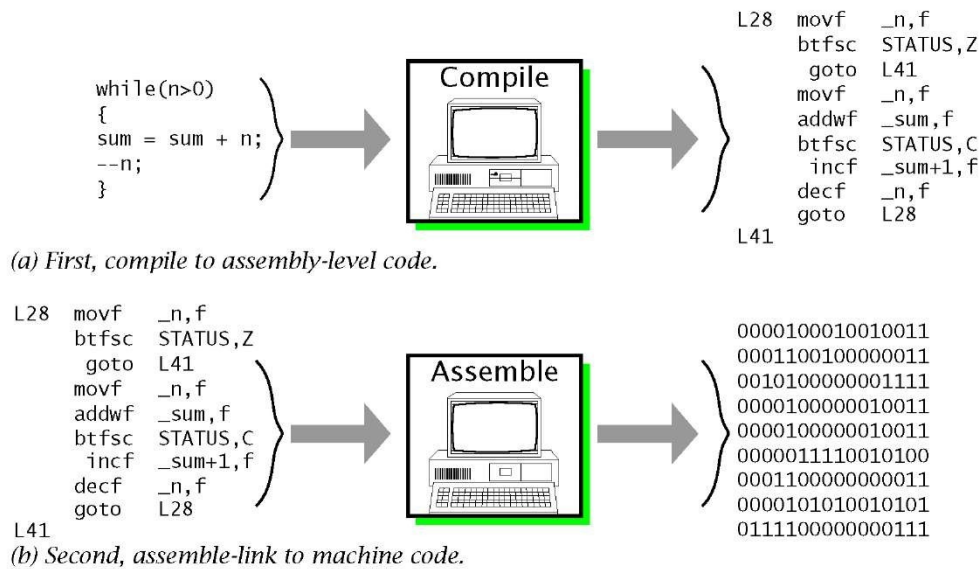 while(n>0)
{
sum = sum + n;
--n;
}
Compile
L28 movf _n,f
btfsc STATUS,Z
goto L41
movf _n,f
addwf _sum,f
btfsc STATUS,C
incf _sum+1,f
decf _n,f
goto L28
L41
(a) First, compile to assembly-level code.
L28 movf _n,f
btfsc STATUS,Z
goto L41
movf _n,f
addwf _sum,f
btfsc STATUS,C
incf _sum+1,f
decf _n,f
goto L28
L41
Assemble
0000100010010011
0001100100000011
0010100000001111
0000100000010011
0000100000010011
0000011110010100
0001100000000011
0000101010010101
0111100000000111
(b) Second, assemble-link to machine code.